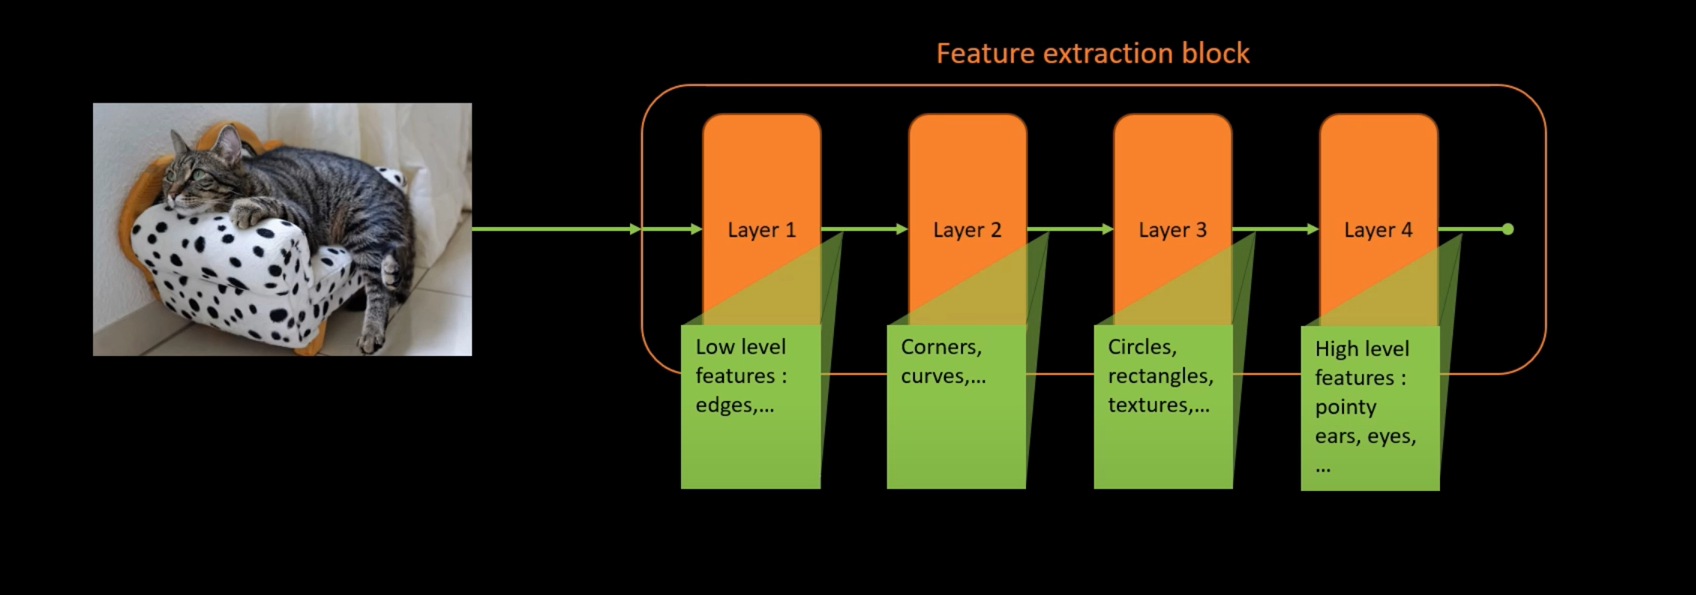 Feature extraction block
Layer 1
Layer 2
Layer 3
Layer 4
Low level
features :
edges,...
Corners,
curves,...
Circles,
rectangles,
textures,...
High level
features :
pointy
ears, eyes,
...